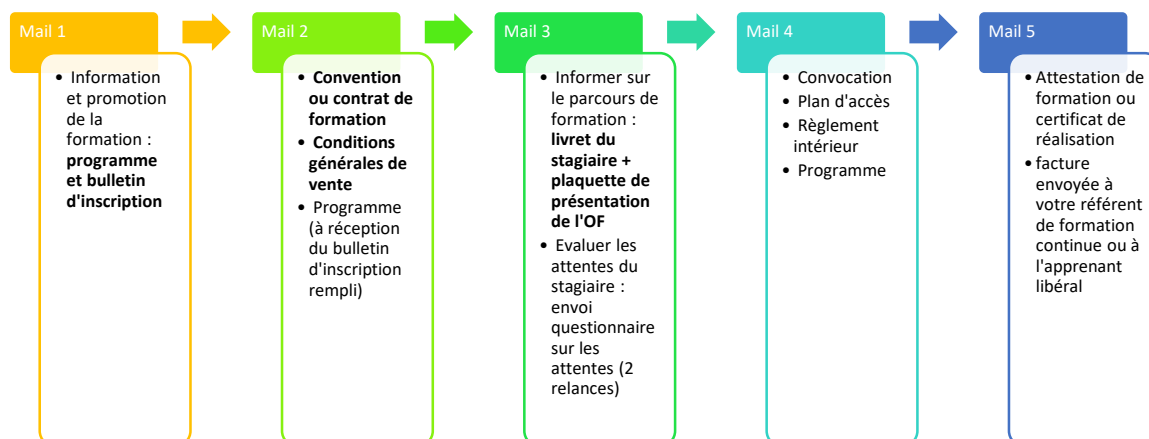 Mail 1
• Information
et promotion
de la
formation :
programme
et bulletin
d'inscription
Mail 2
• Convention
ou contrat de
formation
• Conditions
générales de
vente
• Programme
(à réception
du bulletin
d'inscription
rempli)
Mail 3
• Informer sur
le parcours de
formation :
livret du
stagiaire +
plaquette de
présentation
de l'OF
• Evaluer les
attentes du
stagiaire :
envoi
questionnaire
sur les
attentes (2
relances)
Mail 4
• Convocation
• Plan d'accès
• Règlement
intérieur
• Programme
Mail 5
• Attestation de
formation ou
certificat de
réalisation
• facture
envoyée à
votre référent
de formation
continue ou à
l'apprenant
libéral